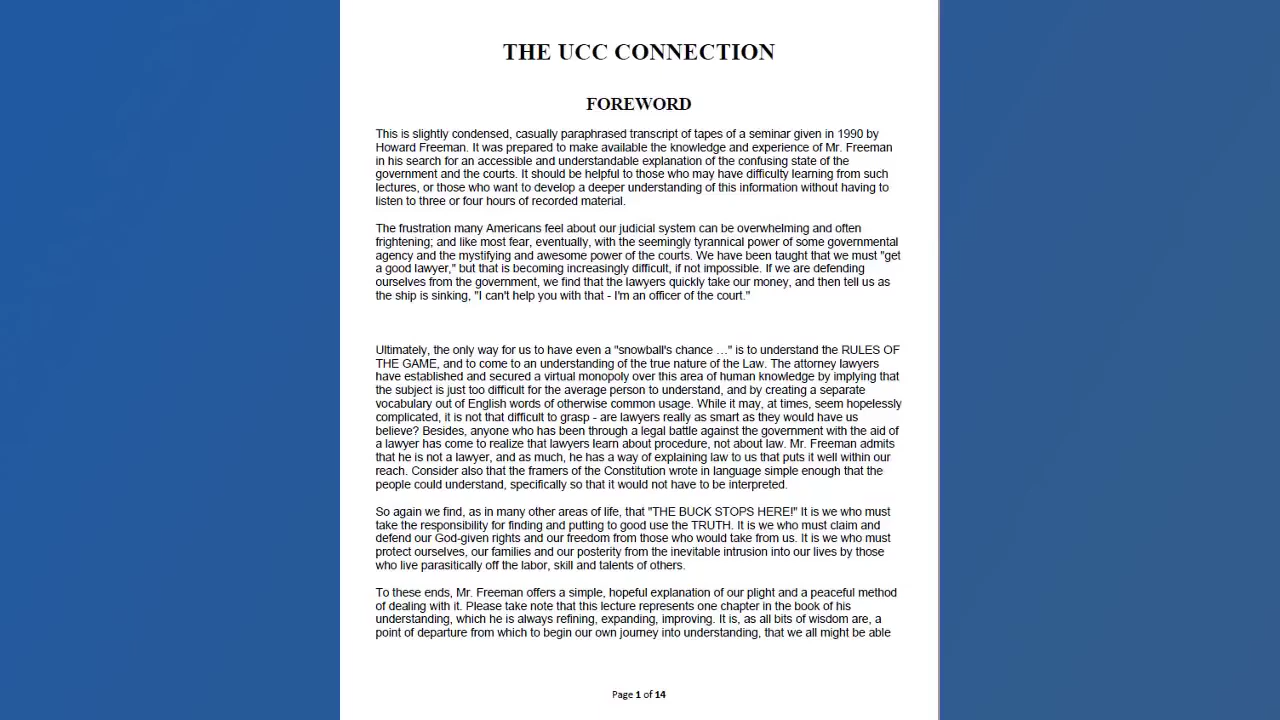 THE UCC CONNECTION
FOREWORD
This is slightly condensed, casually paraphrased transcript of tapes of a seminar given in 1990 by
Howard Freeman. It was prepared to make available the knowledge and experience of Mr. Freeman
in his search for an accessible and understandable explanation of the confusing state of the
government and the courts. It should be helpful to those who may have difficulty learning from such
lectures, or those who want to develop a deeper understanding of this information without having to
listen to three or four hours of recorded material.
The frustration many Americans feel about our judicial system can be overwhelming and often
frightening; and like most fear, eventually, with the seemingly tyrannical power of some governmental
agency and the mystifying and awesome power of the courts. We have been taught that we must "get
a good lawyer," but that is becoming increasingly difficult, if not impossible. If we are defending
ourselves from the government, we find that the lawyers quickly take our money, and then tell us as
the ship is sinking, "I can't help you with that - I'm an officer of the court."
Ultimately, the only way for us to have even a "snowball's chance …" is to understand the RULES OF
THE GAME, and to come to an understanding of the true nature of the Law. The attorney lawyers
have established and secured a virtual monopoly over this area of human knowledge by implying that
the subject is just too difficult for the average person to understand, and by creating a separate
vocabulary out of English words of otherwise common usage. While it may, at times, seem hopelessly
complicated, it is not that difficult to grasp - are lawyers really as smart as they would have us
believe? Besides, anyone who has been through a legal battle against the government with the aid of
a lawyer has come to realize that lawyers learn about procedure, not about law. Mr. Freeman admits
that he is not a lawyer, and as much, he has a way of explaining law to us that puts it well within our
reach. Consider also that the framers of the Constitution wrote in language simple enough that the
people could understand, specifically so that it would not have to be interpreted.
So again we find, as in many other areas of life, that "THE BUCK STOPS HERE!" It is we who must
take the responsibility for finding and putting to good use the TRUTH. It is we who must claim and
defend our God-given rights and our freedom from those who would take from us. It is we who must
protect ourselves, our families and our posterity from the inevitable intrusion into our lives by those
who live parasitically off the labor, skill and talents of others.
To these ends, Mr. Freeman offers a simple, hopeful explanation of our plight and a peaceful method
of dealing with it. Please take note that this lecture represents one chapter in the book of his
understanding, which he is always refining, expanding, improving. It is, as all bits of wisdom are, a
point of departure from which to begin our own journey into understanding, that we all might be able
Page 1 of 14